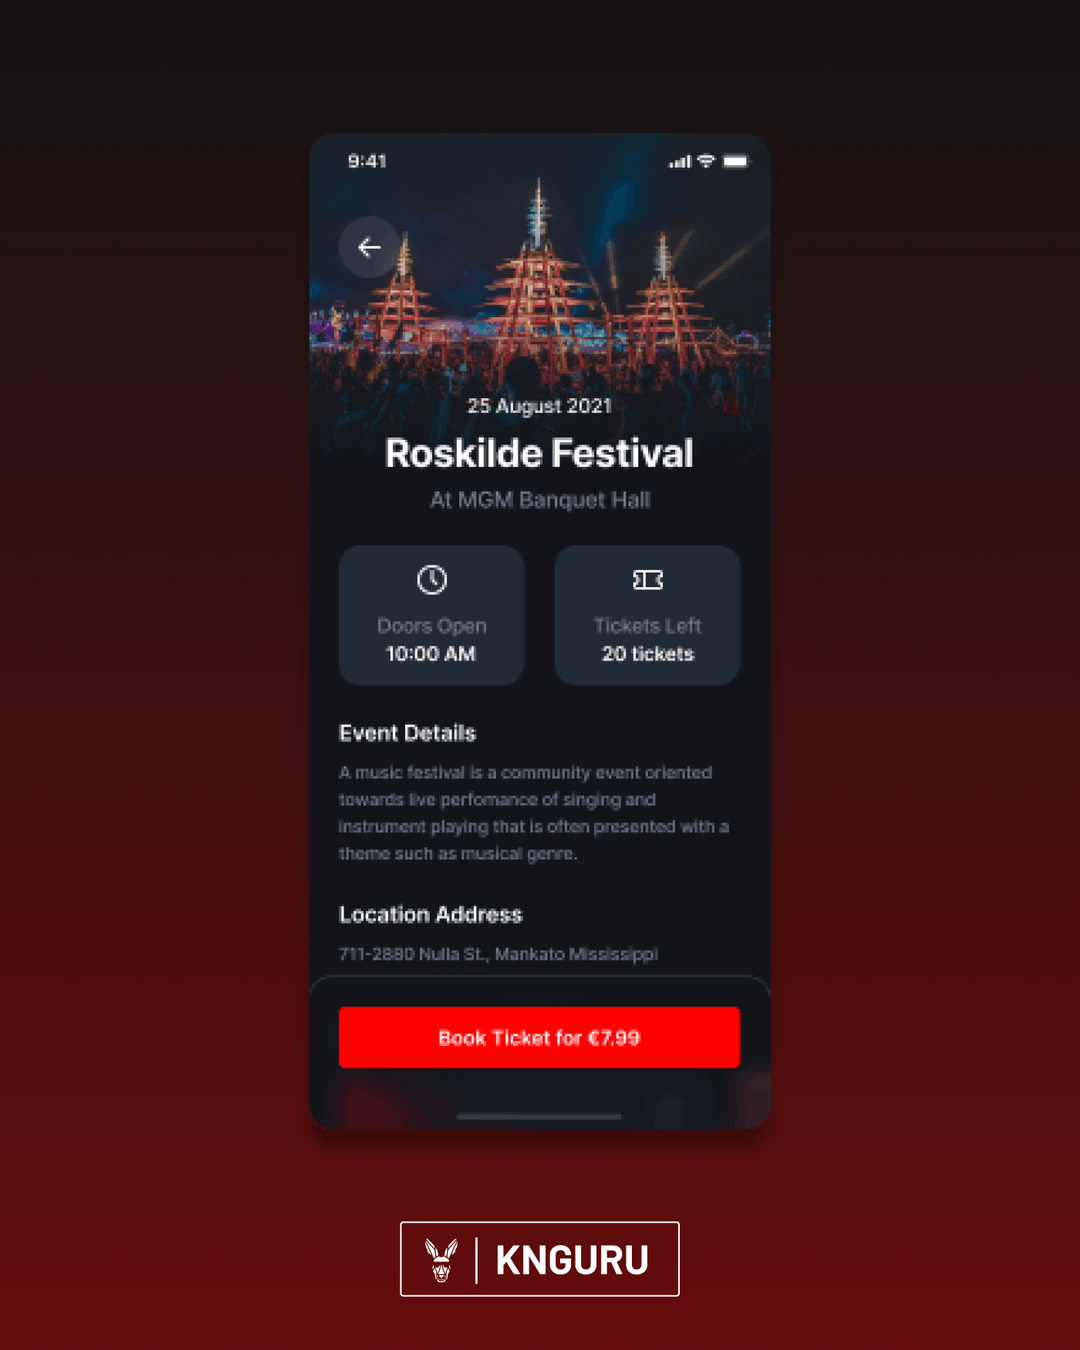 9:41
25 August 2021
Roskilde Festival
At MGM Banquet Hall
Doors Open
10:00 AM
Tickets Left
20 tickets
Event Details
A music festival is a community event oriented
towards live perfomance of singing and
instrument playing that is often presented with a
theme such as musical genre.
Location Address
711-2880 Nulla St., Mankato Mississippi
Book Ticket for €7.99
KNGURU